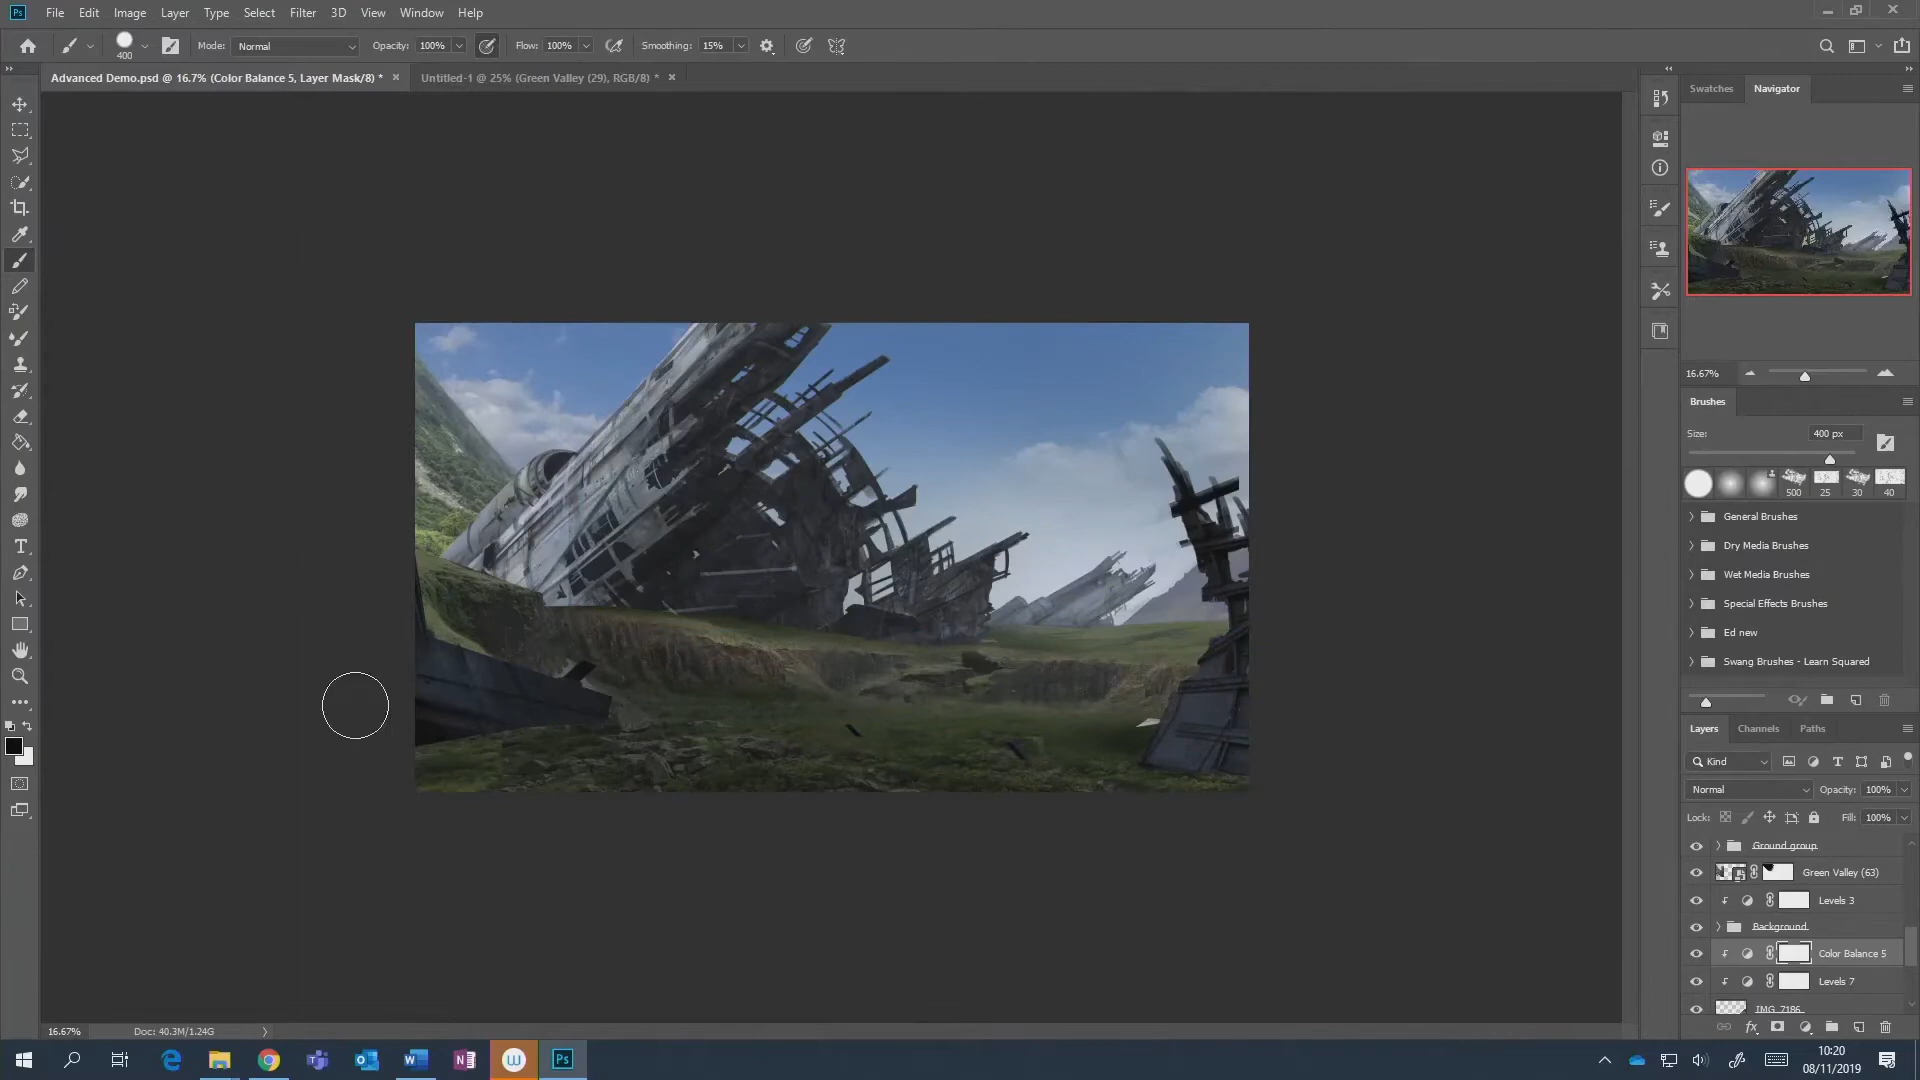 Ps File Edit Image Layer Type Select Filter 3D View Window Help
400 Mode: Normal Opacity: 100% Flow: 100% Smoothing: 15%
Advanced Demo.psd @ 16.7% (Color Balance 5, Layer Mask/8) * × Untitled-1 @ 25% (Green Valley (29), RGB/8) * ×
Swatches Navigator
16.67%
Brushes
Size: 400 px
500 25 30 40
General Brushes
Dry Media Brushes
Wet Media Brushes
Special Effects Brushes
Ed new
Swang Brushes - Learn Squared
Layers Channels Paths
Kind
Normal Opacity: 100%
Lock: Fill: 100%
Ground group
Green Valley (63)
Levels 3
Background
Color Balance 5
Levels 7
IMG_7186
fx
16.67% Doc: 40.3M/1.24G
10:20
08/11/2019